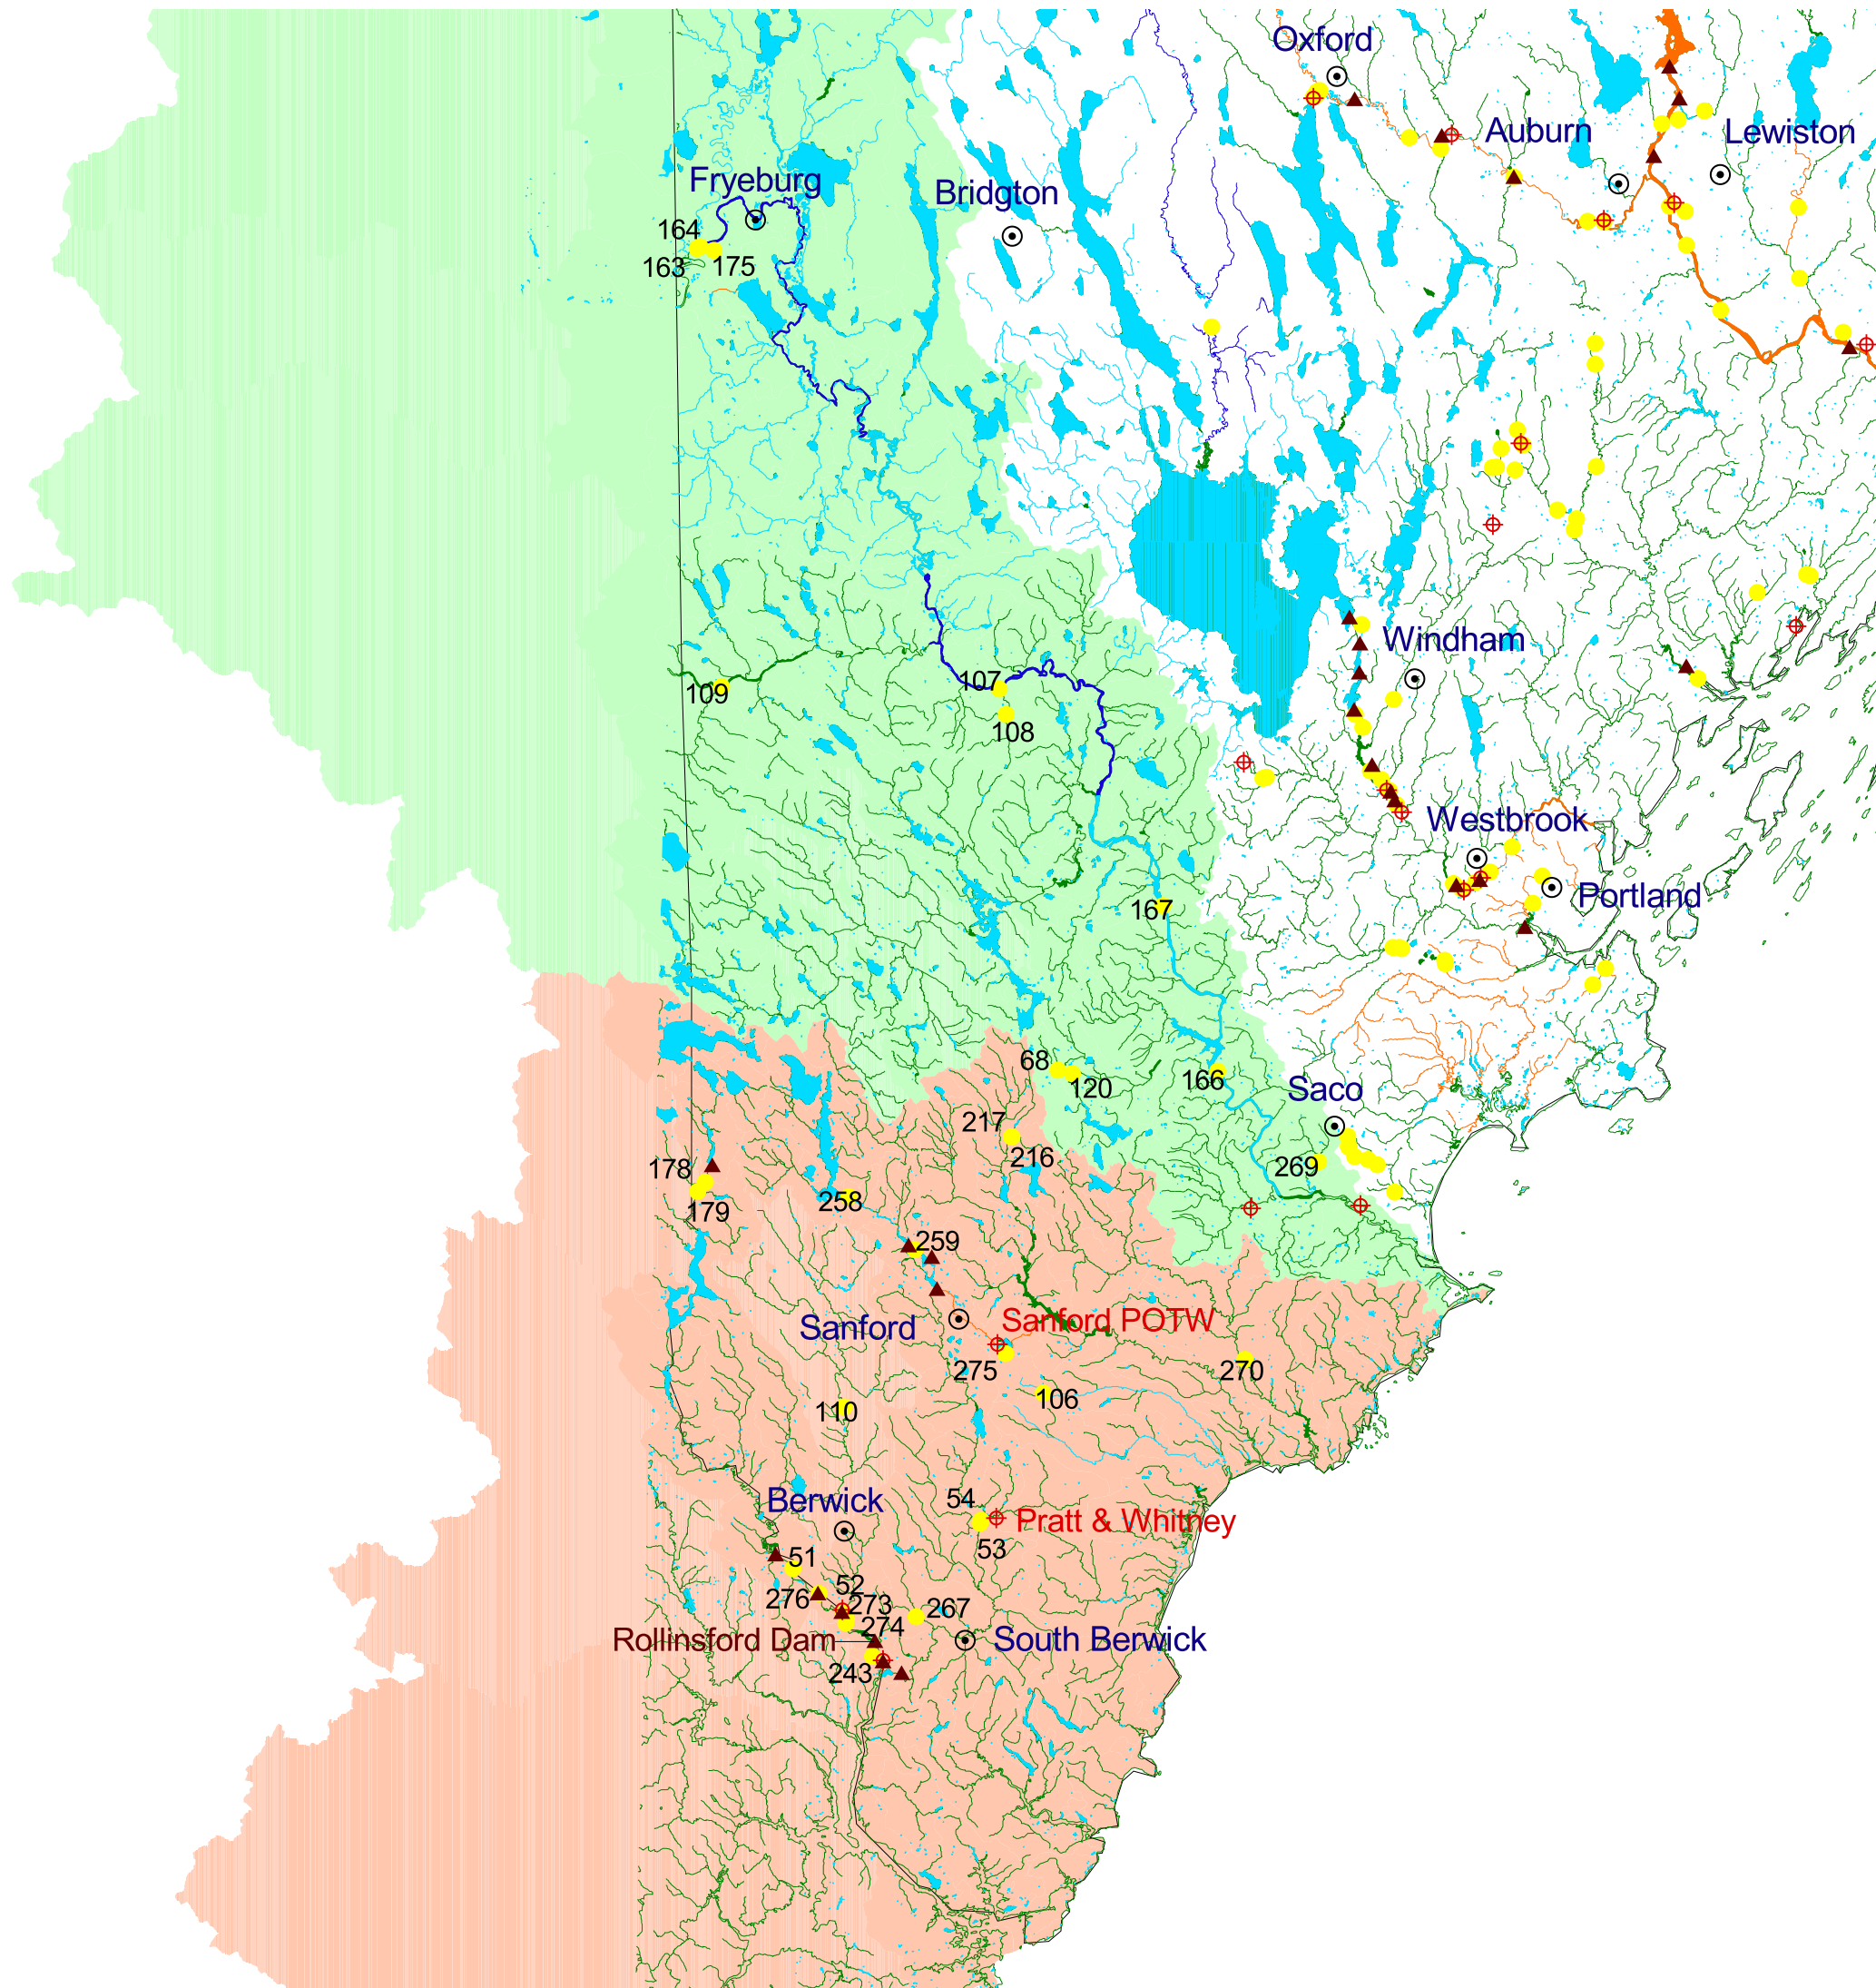 Oxford
Auburn
Lewiston
Fryeburg
Bridgton
164
163
175
Windham
109
107
108
Westbrook
Portland
167
68
120
166
Saco
217
216
269
178
179
258
259
Sanford
Sanford POTW
275
270
106
110
Berwick
54
Pratt & Whitney
53
51
52
276
273
267
274
Rollinsford Dam
South Berwick
243